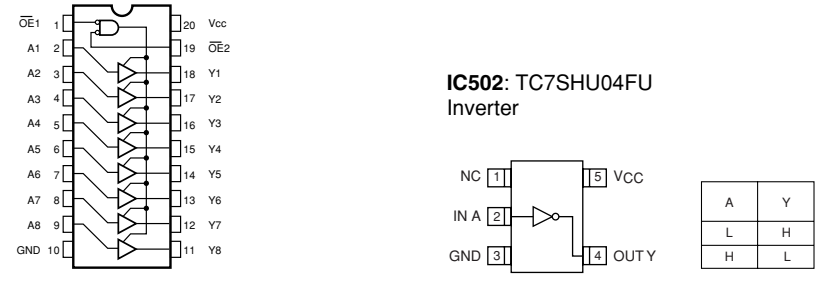 OE1 1 20 Vcc
A1 2 19 OE2
A2 3 18 Y1
A3 4 17 Y2
A4 5 16 Y3
A5 6 15 Y4
A6 7 14 Y5
A7 8 13 Y6
A8 9 12 Y7
GND 10 11 Y8
IC502: TC7SHU04FU
Inverter
NC 1 5 VCC
IN A 2
GND 3 4 OUT Y
A Y
L H
H L